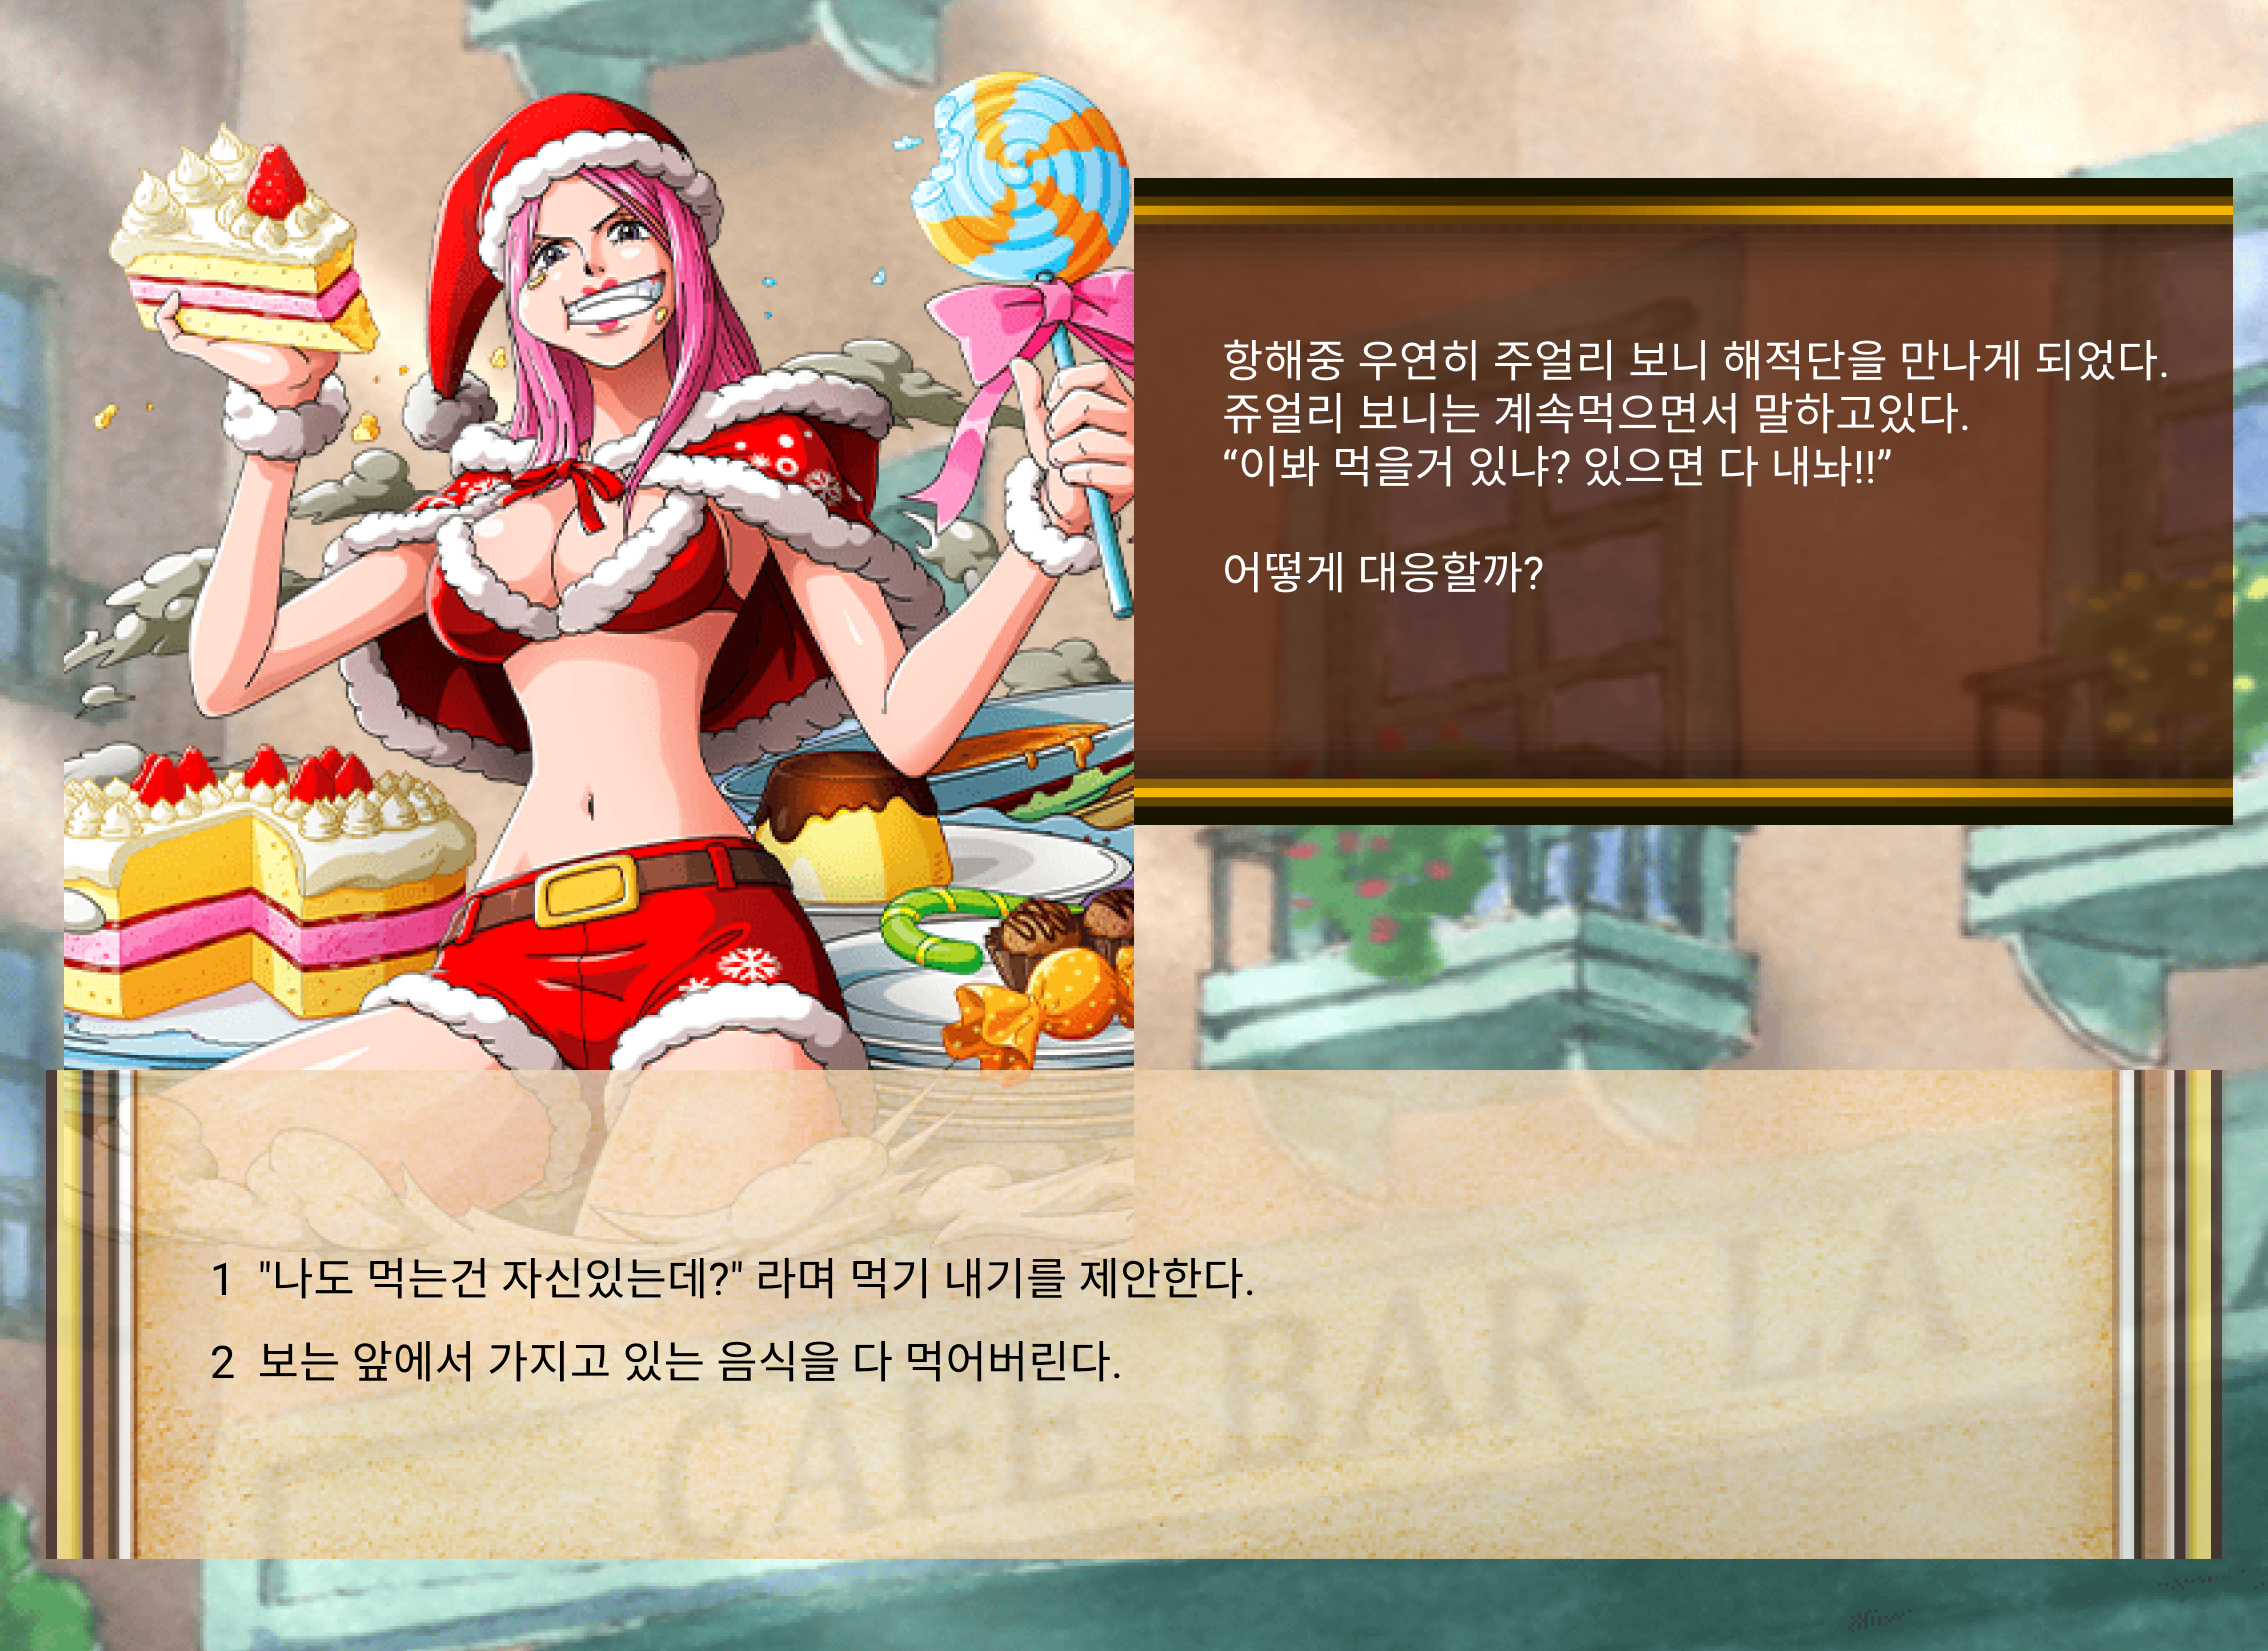 항해중 우연히 주얼리 보니 해적단을 만나게 되었다.
쥬얼리 보니는 계속먹으면서 말하고있다.
“이봐 먹을거 있냐? 있으면 다 내놔!!”
어떻게 대응할까?
1 "나도 먹는건 자신있는데?" 라며 먹기 내기를 제안한다.
2 보는 앞에서 가지고 있는 음식을 다 먹어버린다.
CAFE BAR LA